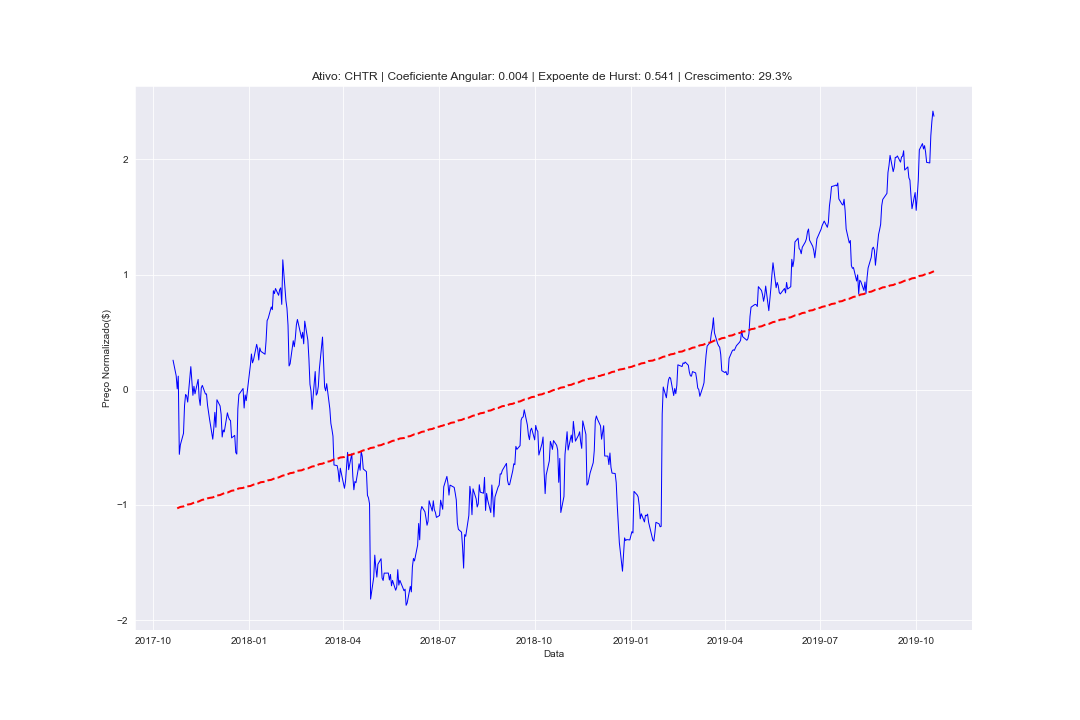 Ativo: CHTR | Coeficiente Angular: 0.004 | Expoente de Hurst: 0.541 | Crescimento: 29.3%
Preço Normalizado($)
2
1
0
−1
−2
2017-10 2018-01 2018-04 2018-07 2018-10 2019-01 2019-04 2019-07 2019-10
Data